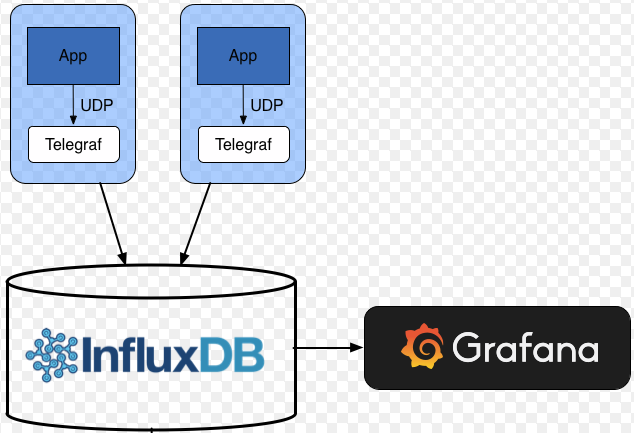 App
App
UDP
UDP
Telegraf
Telegraf
InfluxDB
Grafana